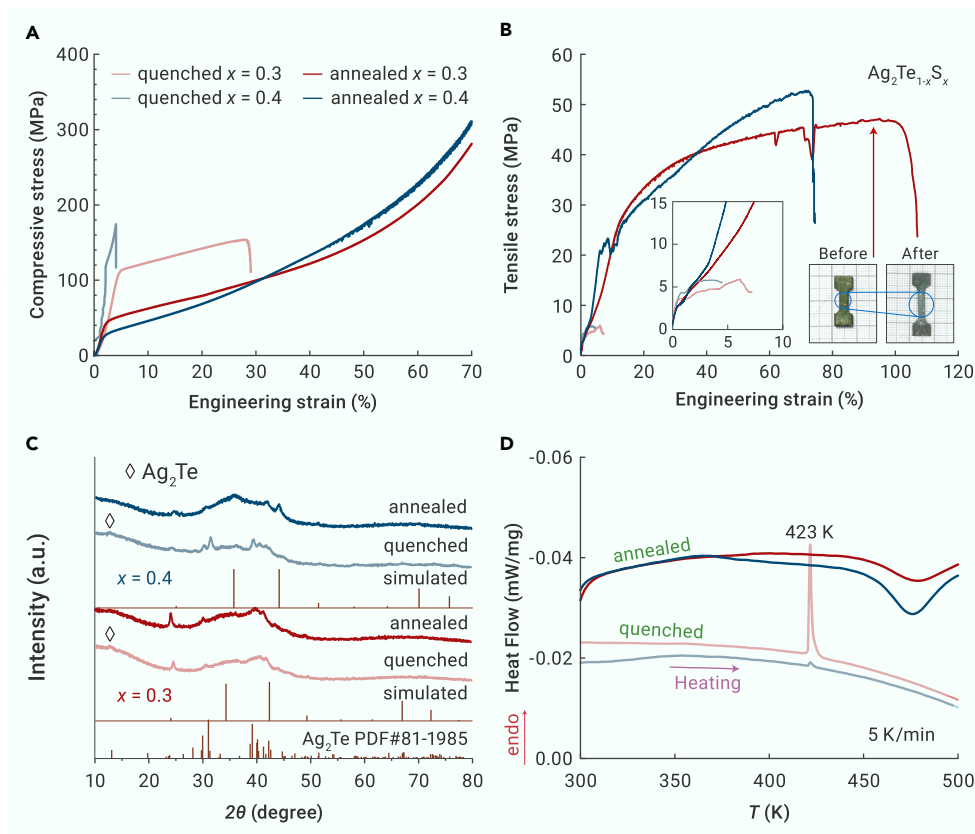 A
400
300
200
100
0
Compressive stress (MPa)
quenched x = 0.3
annealed x = 0.3
quenched x = 0.4
annealed x = 0.4
0 10 20 30 40 50 60 70
Engineering strain (%)
B
60
50
40
30
20
10
0
Tensile stress (MPa)
Ag2Te1-xSx
15
10
5
0
0 5 10
Before
After
0 20 40 60 80 100 120
Engineering strain (%)
C
◊ Ag2Te
Intensity (a.u.)
annealed
◊
quenched
x = 0.4
simulated
annealed
◊
quenched
x = 0.3
simulated
Ag2Te PDF#81-1985
10 20 30 40 50 60 70 80
2θ (degree)
D
-0.06
-0.04
-0.02
0.00
Heat Flow (mW/mg)
endo
423 K
annealed
quenched
Heating
5 K/min
300 350 400 450 500
T (K)